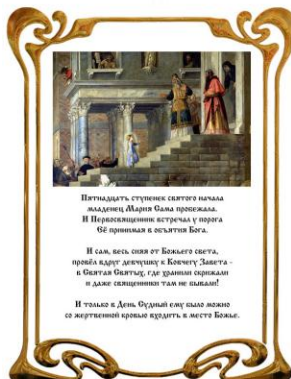 Пятнадцать ступенек святого начала
младенец Мария Сама пробежала.
И Первосвященник встречал у порога
Её принимая в объятия Бога.

И сам, весь сияя от Божьего света,
провёл вдруг девчушку к Ковчегу Завета -
в Святая Святых, где хранили скрижали
и даже священники там не бывали!

И только в День Судный ему было можно
со жертвенной кровью входить в место Божье.